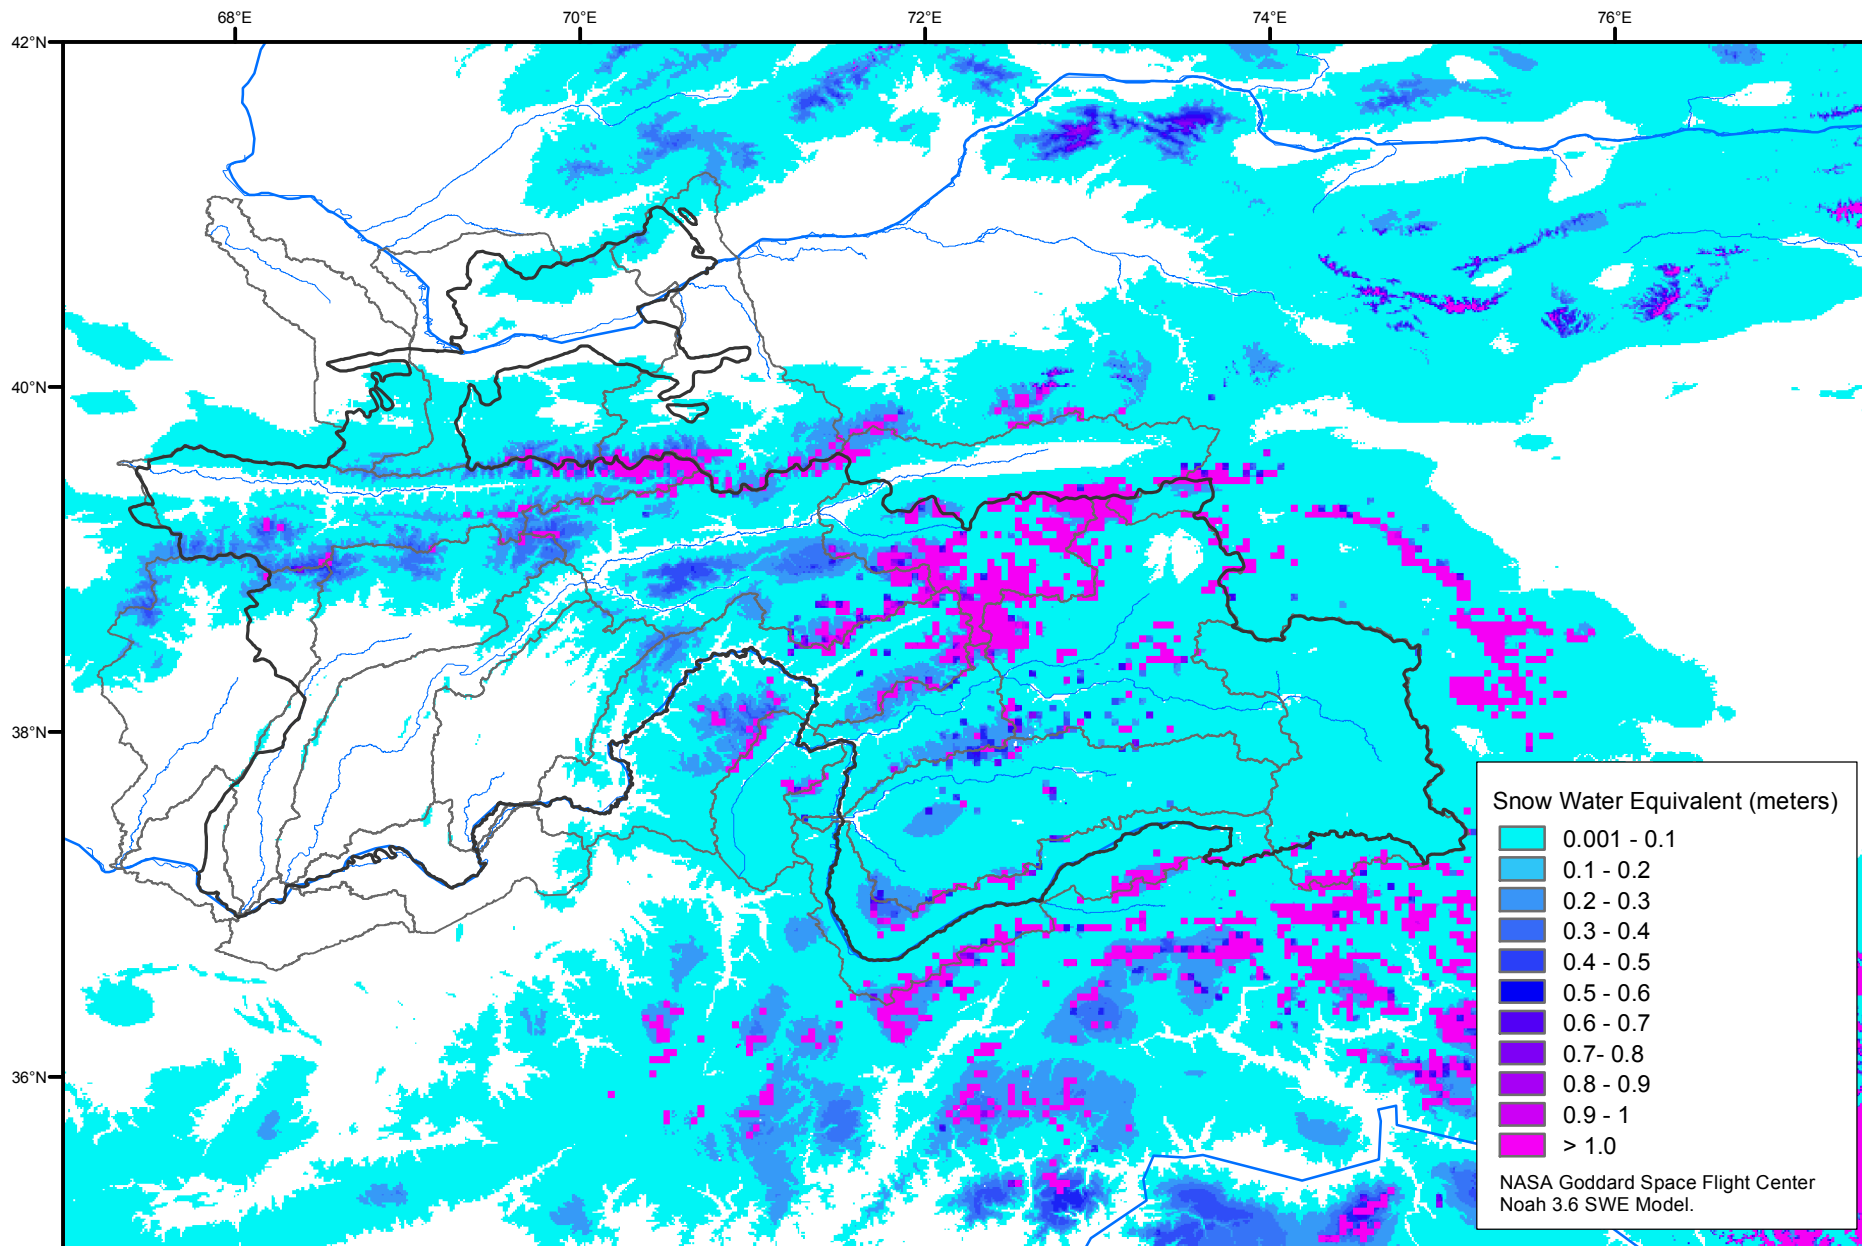 68°E
70°E
72°E
74°E
76°E
42°N
40°N
38°N
36°N
Snow Water Equivalent (meters)
0.001 - 0.1
0.1 - 0.2
0.2 - 0.3
0.3 - 0.4
0.4 - 0.5
0.5 - 0.6
0.6 - 0.7
0.7- 0.8
0.8 - 0.9
0.9 - 1
> 1.0
NASA Goddard Space Flight Center
Noah 3.6 SWE Model.